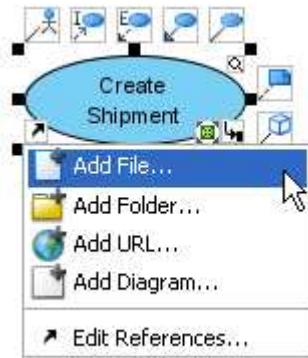 I
E
Create
Shipment
Add File...
Add Folder...
Add URL...
Add Diagram...
Edit References...